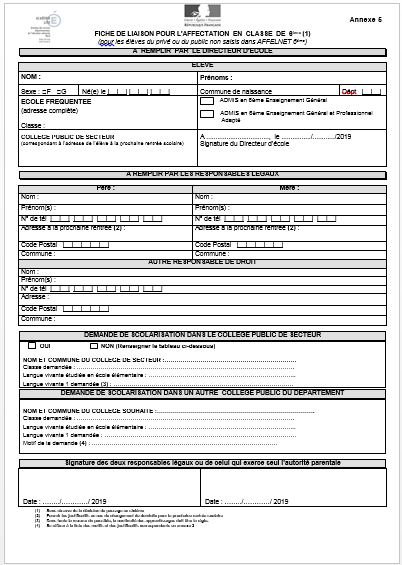 Annexe 6
FICHE DE LIAISON POUR L'AFFECTATION EN CLASSE DE 6ème (1)
(pour les élèves du privé ou du public non saisis dans AFFELNET 6ème)
A REMPLIR PAR LE DIRECTEUR D'ECOLE
ELEVE
NOM :
Prénoms :
Sexe : □F □G Né(e) le
Commune de naissance
Dépt
ECOLE FREQUENTEE
(adresse complète)
Classe :
ADMIS en 6ème Enseignement Général
ADMIS en 6ème Enseignement Général et Professionnel
Adapté
COLLEGE PUBLIC DE SECTEUR
(correspondant à l'adresse de l'élève à la prochaine rentrée scolaire)
A ........................, le ........../........../2019
Signature du Directeur d'école
A REMPLIR PAR LES RESPONSABLES LEGAUX
Père :
Mère :
Nom :
Nom :
Prénom(s) :
Prénom(s) :
N° de tél
N° de tél
Adresse à la prochaine rentrée (2) :
Adresse à la prochaine rentrée (2) :
Code Postal
Code Postal
Commune :
Commune :
AUTRE RESPONSABLE DE DROIT
Nom :
Prénom(s) :
N° de tél
Adresse :
Code Postal
Commune :
DEMANDE DE SCOLARISATION DANS LE COLLEGE PUBLIC DE SECTEUR
OUI
NON (Renseigner le tableau ci-dessous)
NOM ET COMMUNE DU COLLEGE DE SECTEUR :
Classe demandée :
Langue vivante étudiée en école élémentaire :
Langue vivante 1 demandée (3) :
DEMANDE DE SCOLARISATION DANS UN AUTRE COLLEGE PUBLIC DU DEPARTEMENT
NOM ET COMMUNE DU COLLEGE SOUHAITE :
Classe demandée :
Langue vivante étudiée en école élémentaire :
Langue vivante 1 demandée :
Motif de la demande (4) :
Signature des deux responsables légaux ou de celui qui exerce seul l'autorité parentale
Date : ........./.........../ 2019
Date : ........./.........../ 2019